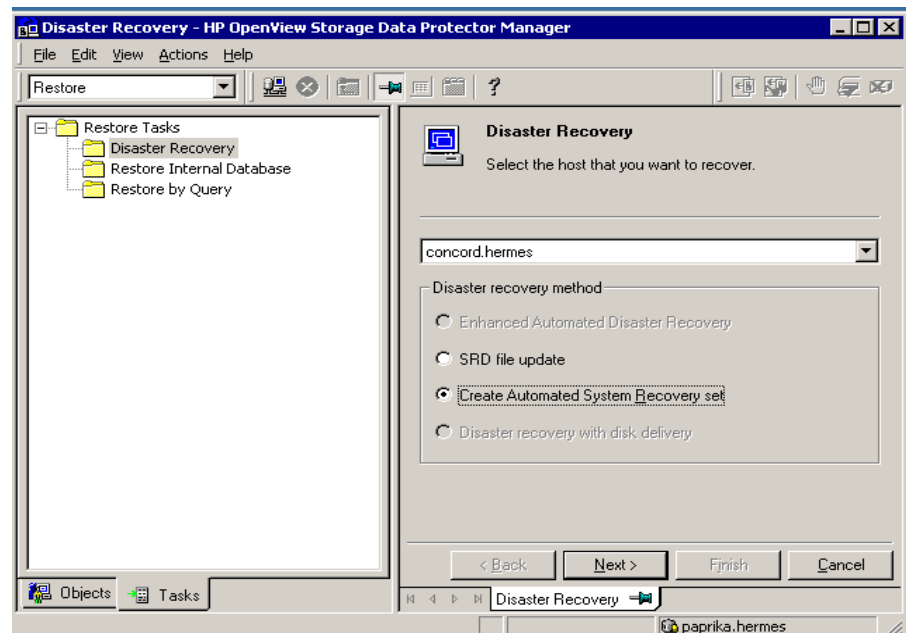 Disaster Recovery - HP OpenView Storage Data Protector Manager
File Edit View Actions Help
Restore
?
Restore Tasks
Disaster Recovery
Restore Internal Database
Restore by Query
Disaster Recovery
Select the host that you want to recover.
concord.hermes
Disaster recovery method
Enhanced Automated Disaster Recovery
SRD file update
Create Automated System Recovery set
Disaster recovery with disk delivery
< Back Next > Finish Cancel
Objects Tasks
Disaster Recovery
paprika.hermes